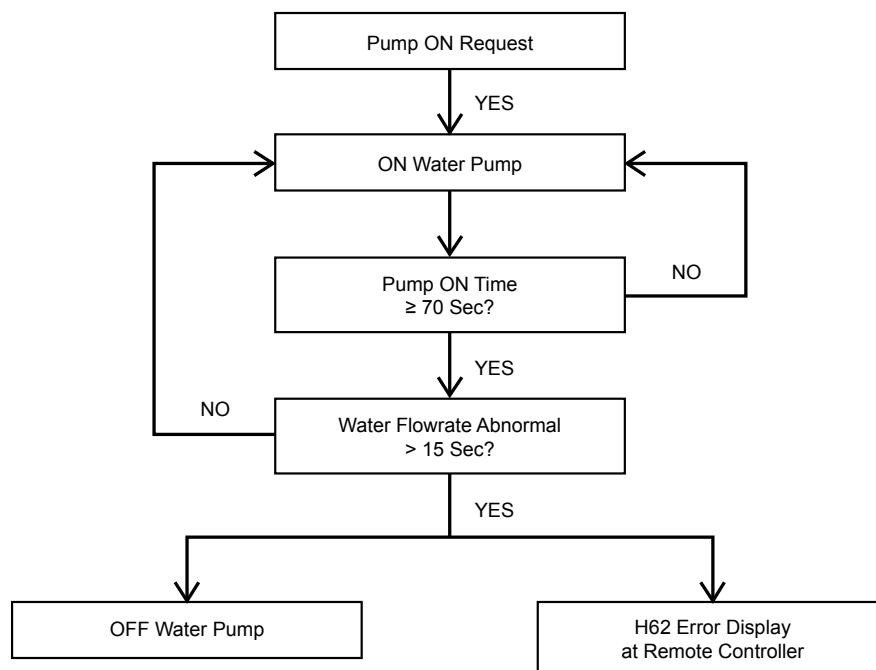 Pump ON Request
YES
ON Water Pump
Pump ON Time
≥ 70 Sec?
NO
YES
NO
Water Flowrate Abnormal
> 15 Sec?
YES
OFF Water Pump
H62 Error Display
at Remote Controller